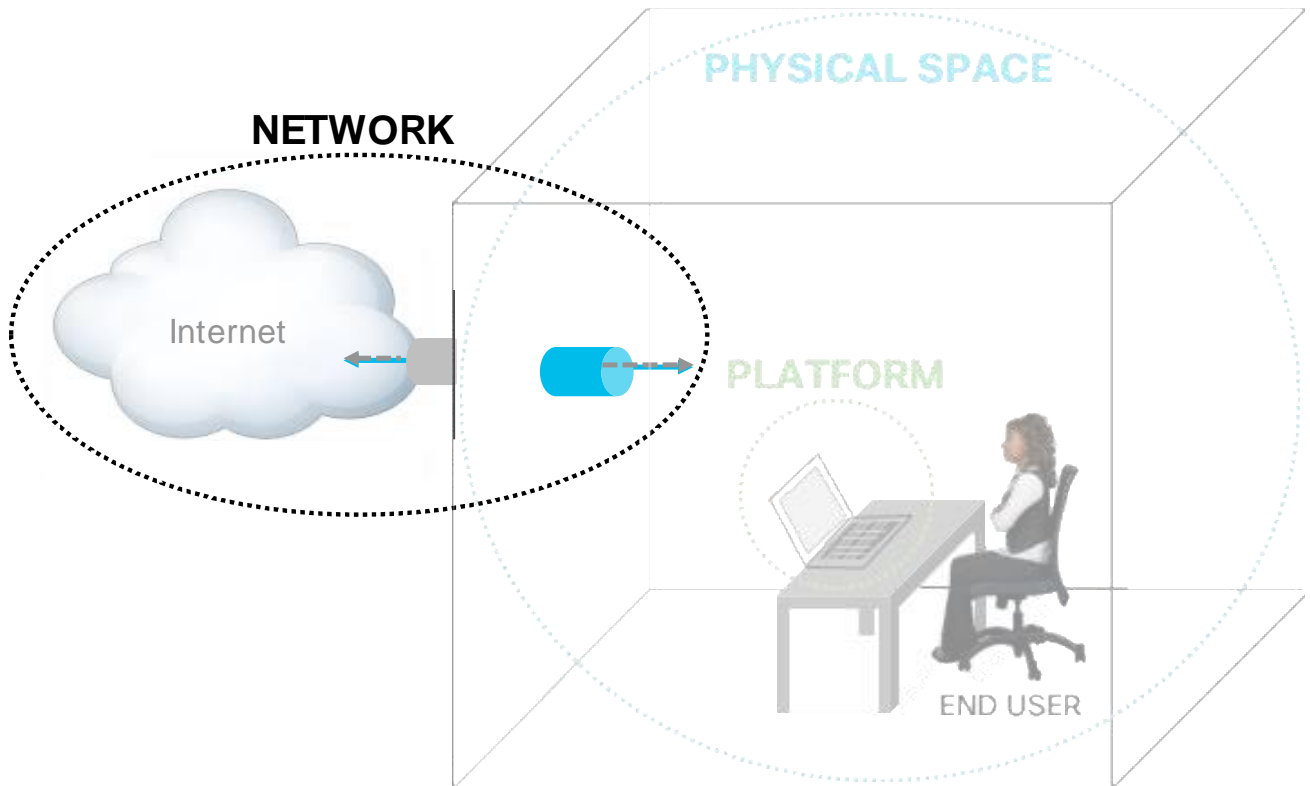 PHYSICAL SPACE
NETWORK
Internet
PLATFORM
END USER